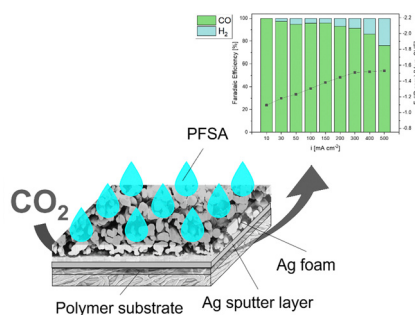 CO
H₂
Faradaic Efficiency [%]
100
80
60
40
20
0
-2.2
-2.0
-1.8
-1.6
-1.4
-1.2
-1.0
-0.8
10 30 50 100 150 200 300 400 500
i [mA cm⁻²]
PFSA
CO₂
Ag foam
Ag sputter layer
Polymer substrate